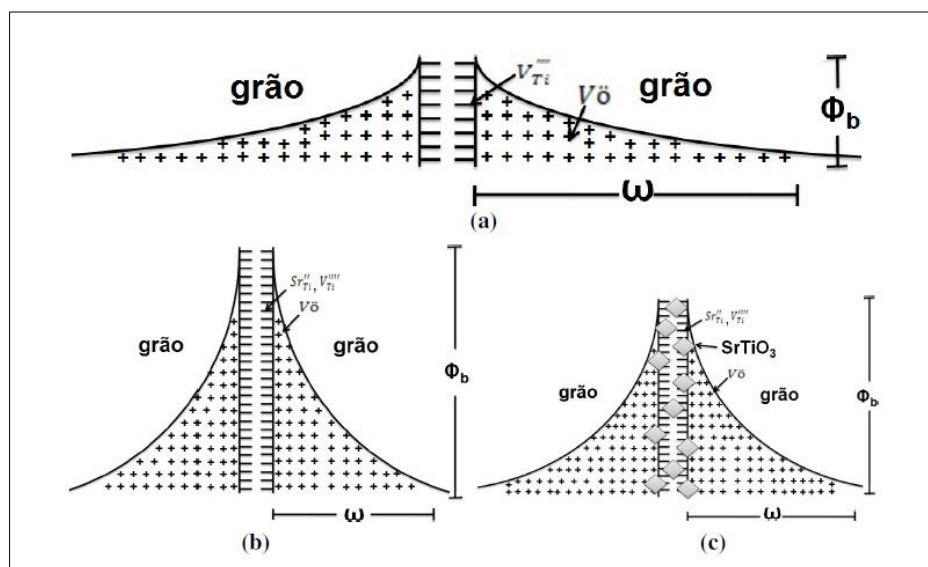 grão
V''''Ti
Vö
grão
Φb
ω
(a)
Sr''Ti, V''''Ti
Vö
grão
grão
Φb
ω
(b)
Sr''Ti, V''''Ti
SrTiO3
Vö
grão
grão
Φb
ω
(c)